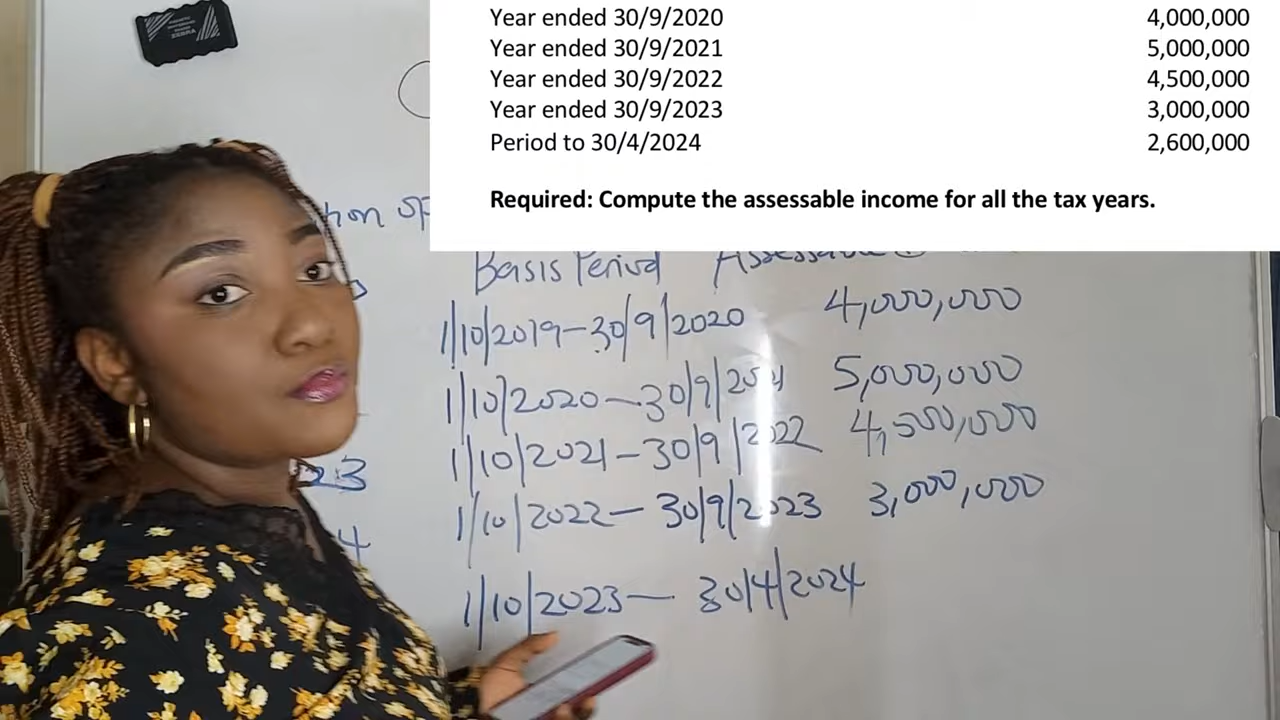 Year ended 30/9/2020 4,000,000
Year ended 30/9/2021 5,000,000
Year ended 30/9/2022 4,500,000
Year ended 30/9/2023 3,000,000
Period to 30/4/2024 2,600,000
Required: Compute the assessable income for all the tax years.
Basis Period
1/10/2019 – 30/9/2020 4,000,000
1/10/2020 – 30/9/2021 5,000,000
1/10/2021 – 30/9/2022 4,500,000
1/10/2022 – 30/9/2023 3,000,000
1/10/2023 – 30/4/2024